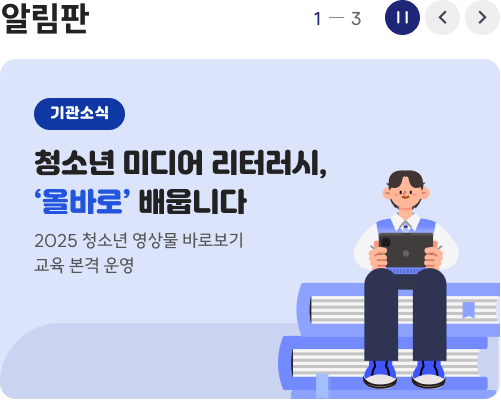 알림판
1 — 3
기관소식
청소년 미디어 리터러시,
‘올바로’ 배웁니다
2025 청소년 영상물 바로보기
교육 본격 운영